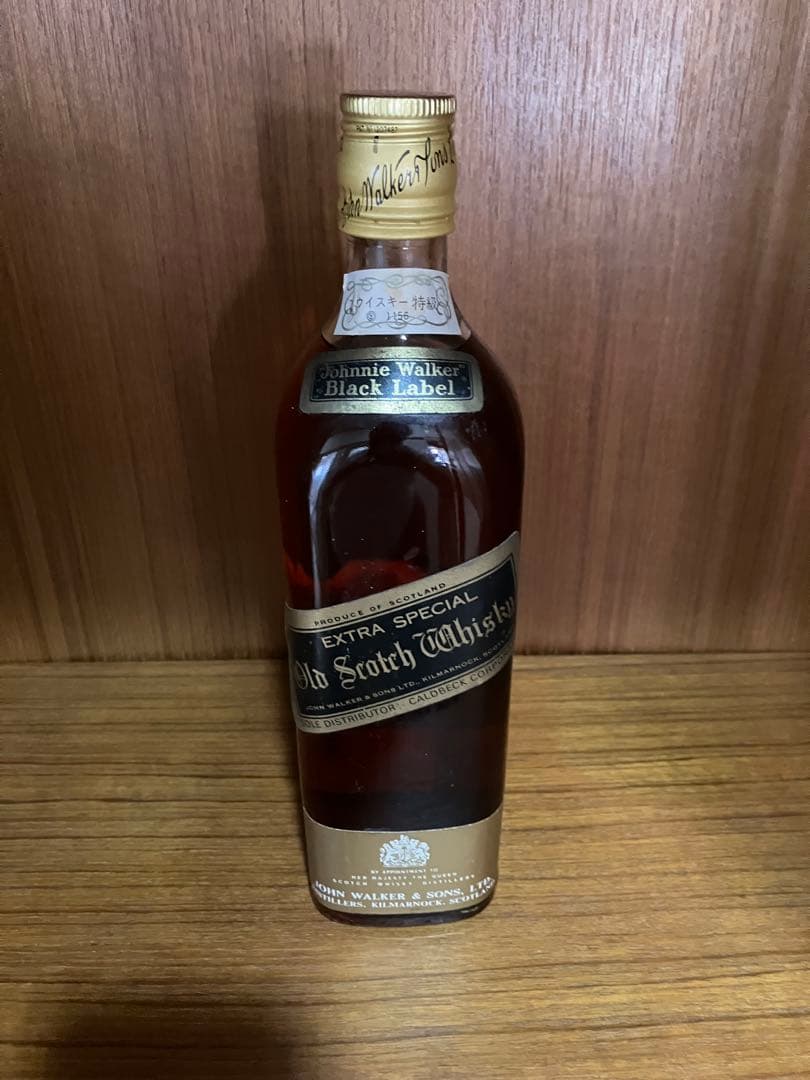 John Walker & Sons
ウイスキー 特級
Ⓢ 1156
"Johnnie Walker"
Black Label
PRODUCE OF SCOTLAND
EXTRA SPECIAL
Old Scotch Whisky
JOHN WALKER & SONS LTD., KILMARNOCK,
SOLE DISTRIBUTOR : CALDBECK
BY APPOINTMENT TO
HER MAJESTY THE QUEEN
SCOTCH WHISKY DISTILLERS
JOHN WALKER & SONS, LTD.
DISTILLERS, KILMARNOCK, SCOTLAND